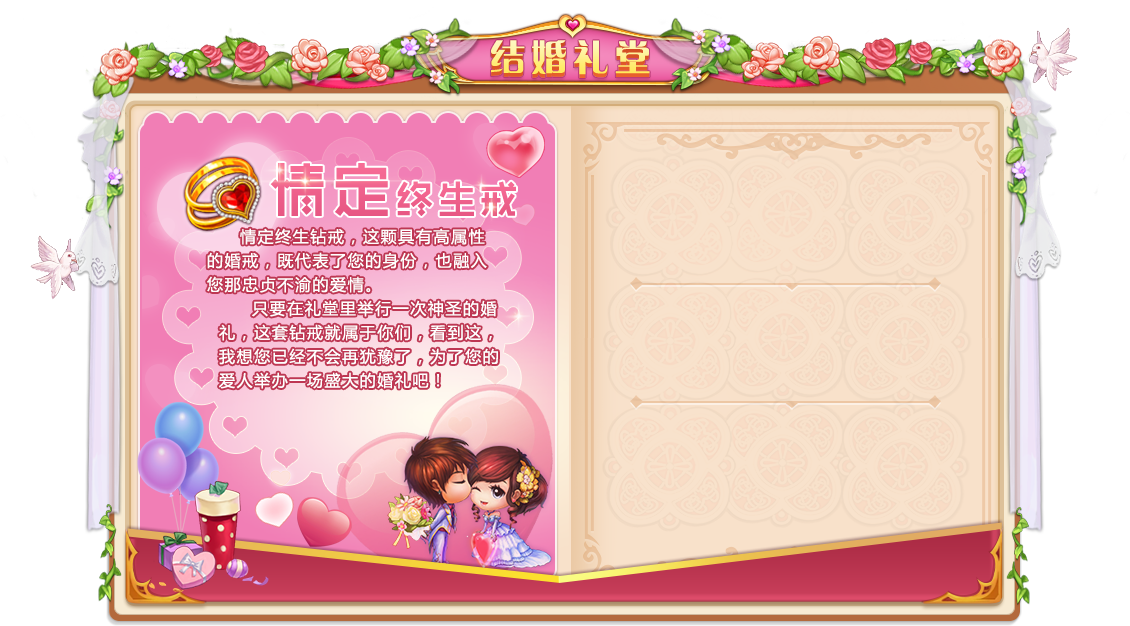 结婚礼堂
情定终生戒
情定终生钻戒，这颗具有高属性
的婚戒，既代表了您的身份，也融入
您那忠贞不渝的爱情。
只要在礼堂里举行一次神圣的婚
礼，这套钻戒就属于你们，看到这，
我想您已经不会再犹豫了，为了您的
爱人举办一场盛大的婚礼吧！